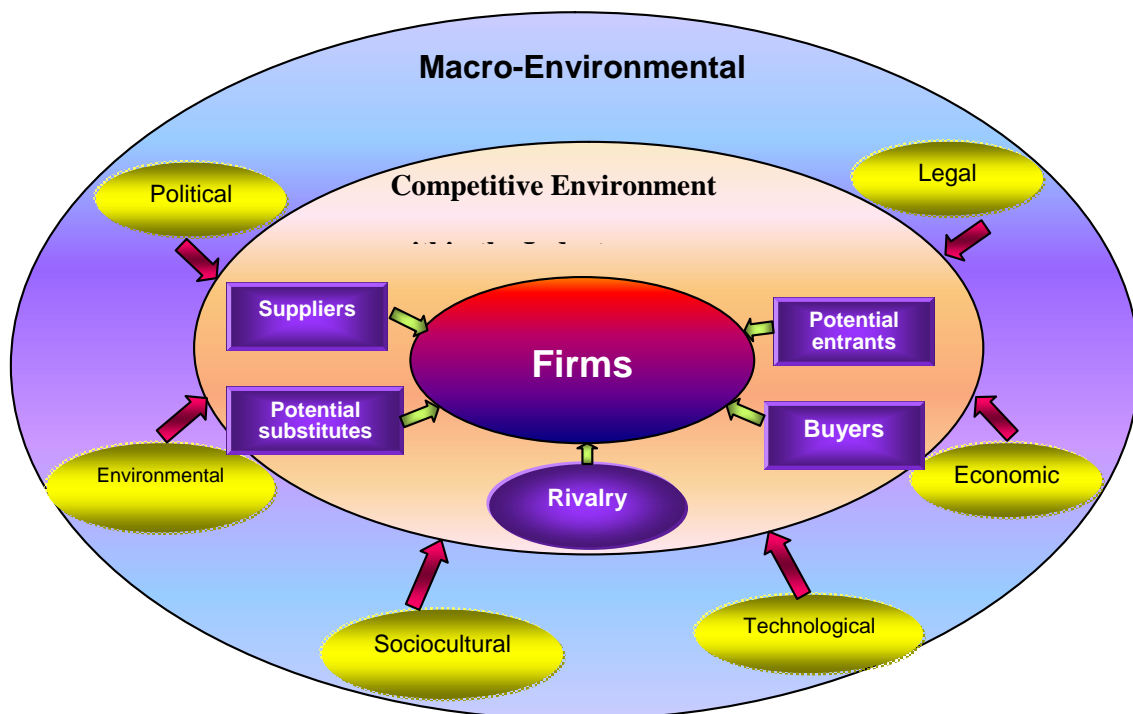 Macro-Environmental
Political
Legal
Competitive Environment
Suppliers
Potential
entrants
Firms
Potential
substitutes
Buyers
Environmental
Rivalry
Economic
Sociocultural
Technological